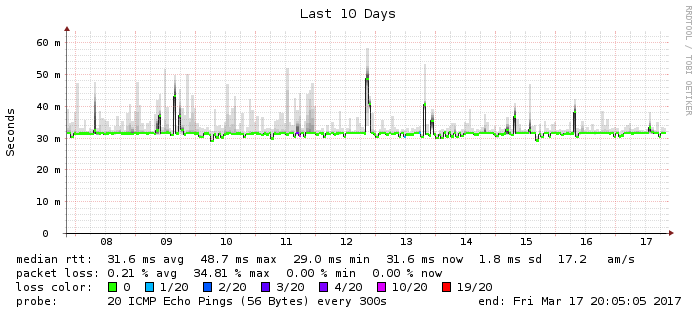 Last 10 Days
RRDTOOL / TOBI OETIKER
Seconds
60 m
50 m
40 m
30 m
20 m
10 m
0
08 09 10 11 12 13 14 15 16 17
median rtt: 31.6 ms avg 48.7 ms max 29.0 ms min 31.6 ms now 1.8 ms sd 17.2 am/s
packet loss: 0.21 % avg 34.81 % max 0.00 % min 0.00 % now
loss color: 0 1/20 2/20 3/20 4/20 10/20 19/20
probe: 20 ICMP Echo Pings (56 Bytes) every 300s end: Fri Mar 17 20:05:05 2017